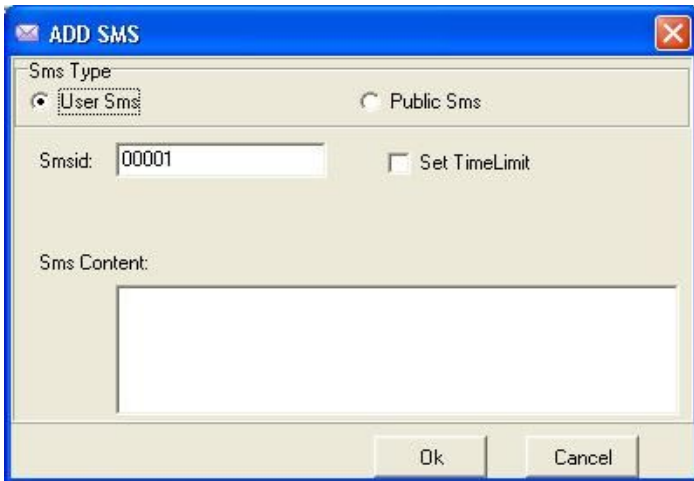 ADD SMS
Sms Type
User Sms Public Sms
Smsid: 00001 Set TimeLimit
Sms Content:
Ok Cancel